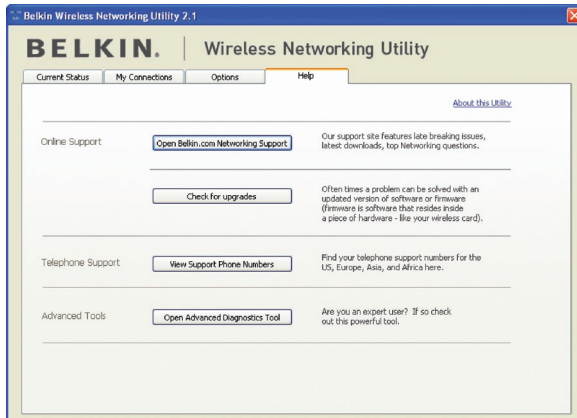 Belkin Wireless Networking Utility 2.1
BELKIN. | Wireless Networking Utility
Current Status My Connections Options Help
About this Utility
Online Support
Open Belkin.com Networking Support
Our support site features late breaking issues,
latest downloads, top Networking questions.
Check for upgrades
Often times a problem can be solved with an
updated version of software or firmware
(firmware is software that resides inside
a piece of hardware - like your wireless card).
Telephone Support
View Support Phone Numbers
Find your telephone support numbers for the
US, Europe, Asia, and Africa here.
Advanced Tools
Open Advanced Diagnostics Tool
Are you an expert user? If so check
out this powerful tool.